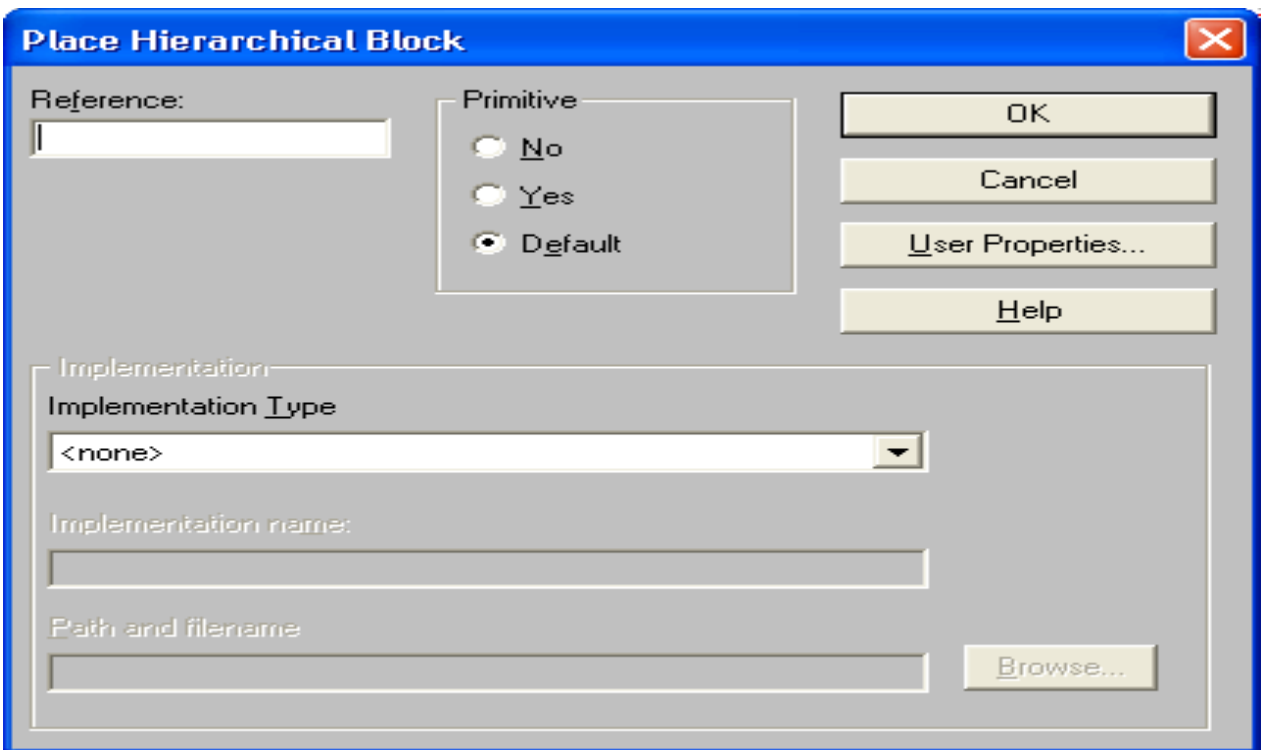 Place Hierarchical Block
Reference:
Primitive
No
Yes
Default
OK
Cancel
User Properties...
Help
Implementation
Implementation Type
<none>
Implementation name:
Path and filename
Browse...